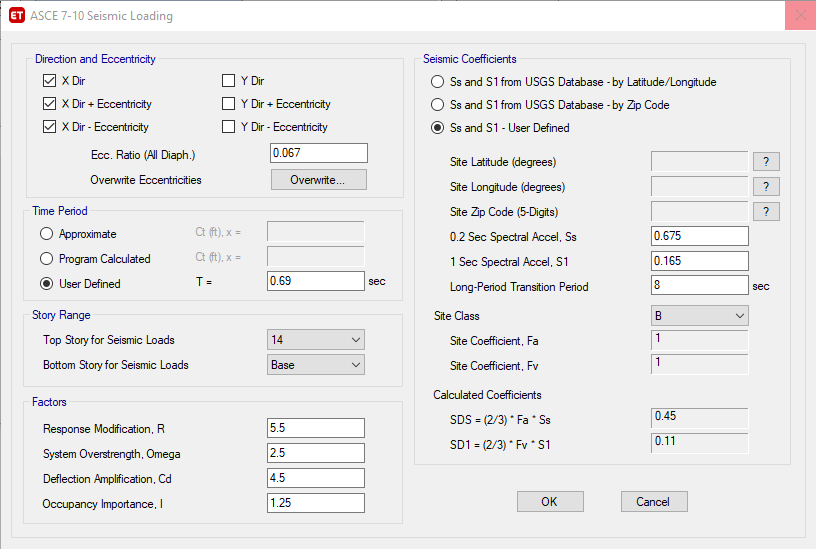 ET ASCE 7-10 Seismic Loading
Direction and Eccentricity
X Dir Y Dir
X Dir + Eccentricity Y Dir + Eccentricity
X Dir - Eccentricity Y Dir - Eccentricity
Ecc. Ratio (All Diaph.) 0.067
Overwrite Eccentricities Overwrite...
Time Period
Approximate Ct (ft), x =
Program Calculated Ct (ft), x =
User Defined T = 0.69 sec
Story Range
Top Story for Seismic Loads 14
Bottom Story for Seismic Loads Base
Factors
Response Modification, R 5.5
System Overstrength, Omega 2.5
Deflection Amplification, Cd 4.5
Occupancy Importance, I 1.25
Seismic Coefficients
Ss and S1 from USGS Database - by Latitude/Longitude
Ss and S1 from USGS Database - by Zip Code
Ss and S1 - User Defined
Site Latitude (degrees) ?
Site Longitude (degrees) ?
Site Zip Code (5-Digits) ?
0.2 Sec Spectral Accel, Ss 0.675
1 Sec Spectral Accel, S1 0.165
Long-Period Transition Period 8 sec
Site Class B
Site Coefficient, Fa 1
Site Coefficient, Fv 1
Calculated Coefficients
SDS = (2/3) * Fa * Ss 0.45
SD1 = (2/3) * Fv * S1 0.11
OK Cancel